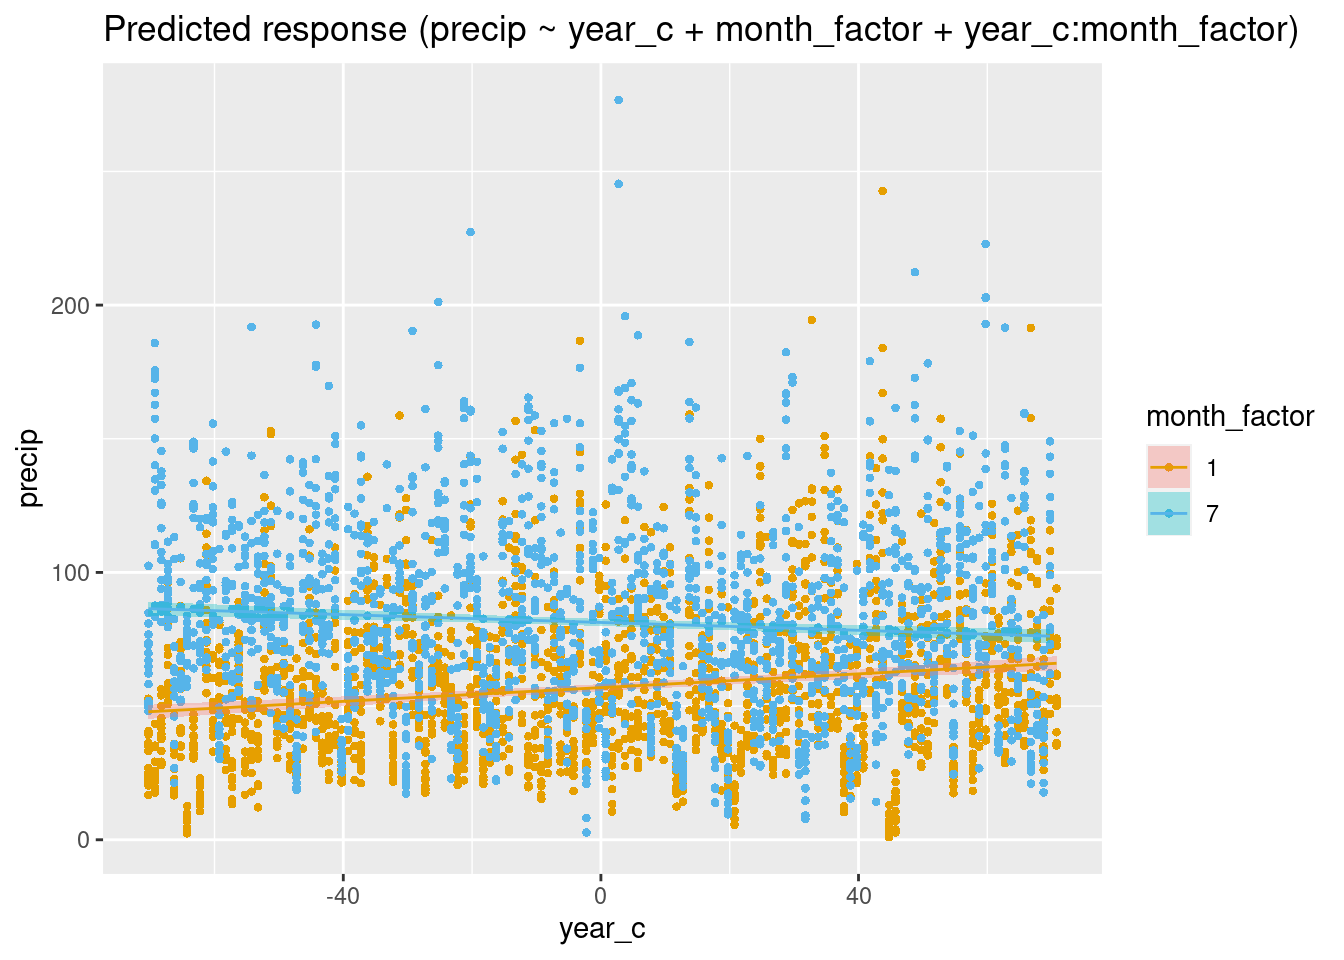 Predicted response (precip ~ year_c + month_factor + year_c:month_factor)
precip
200
100
0
-40
0
40
year_c
month_factor
1
7